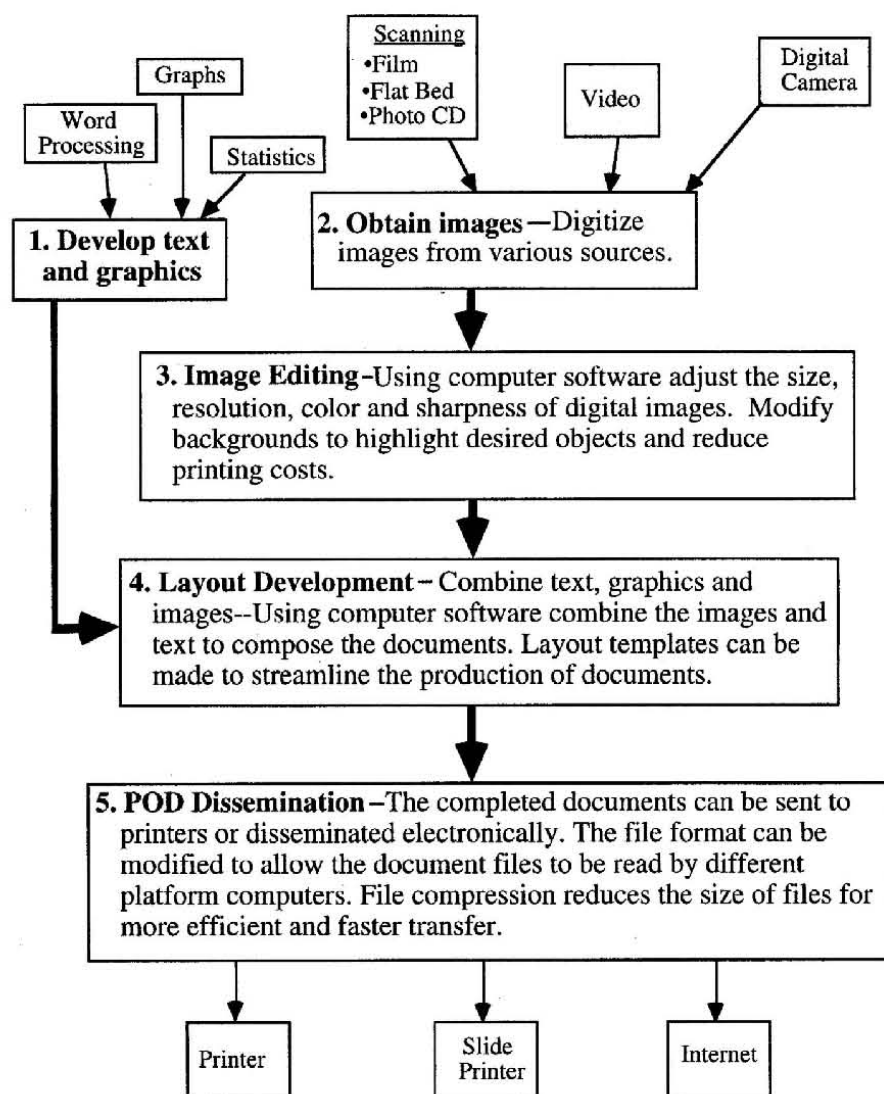 Graphs
Word
Processing
Statistics
Scanning
•Film
•Flat Bed
•Photo CD
Video
Digital
Camera
1. Develop text
and graphics
2. Obtain images—Digitize
images from various sources.
3. Image Editing–Using computer software adjust the size,
resolution, color and sharpness of digital images. Modify
backgrounds to highlight desired objects and reduce
printing costs.
4. Layout Development– Combine text, graphics and
images--Using computer software combine the images and
text to compose the documents. Layout templates can be
made to streamline the production of documents.
5. POD Dissemination–The completed documents can be sent to
printers or disseminated electronically. The file format can be
modified to allow the document files to be read by different
platform computers. File compression reduces the size of files for
more efficient and faster transfer.
Printer
Slide
Printer
Internet